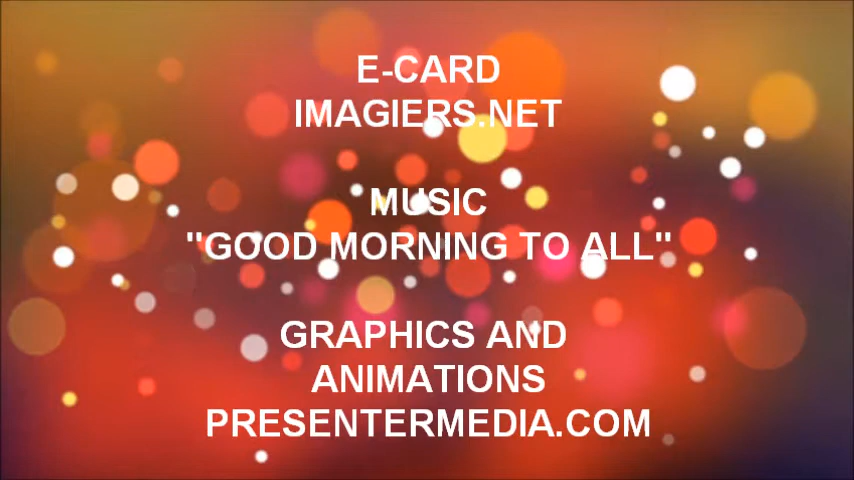 E-CARD
IMAGIERS.NET
MUSIC
"GOOD MORNING TO ALL"
GRAPHICS AND
ANIMATIONS
PRESENTERMEDIA.COM